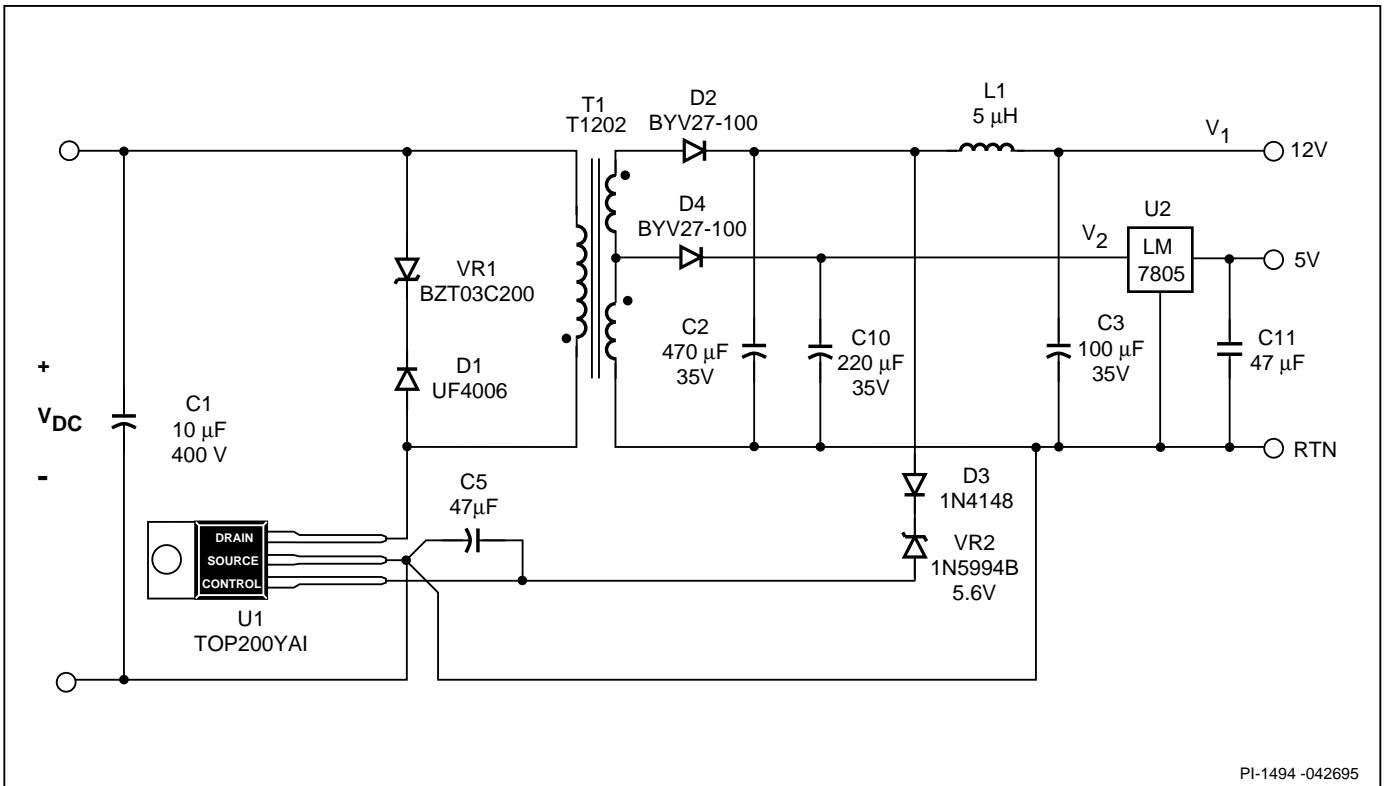 T1
T1202
D2
BYV27-100
L1
5 µH
V1
12V
D4
BYV27-100
V2
U2
LM
7805
5V
VR1
BZT03C200
D1
UF4006
C2
470 µF
35V
C10
220 µF
35V
C3
100 µF
35V
C11
47 µF
+
VDC
-
C1
10 µF
400 V
RTN
C5
47µF
D3
1N4148
VR2
1N5994B
5.6V
DRAIN
SOURCE
CONTROL
U1
TOP200YAI
PI-1494 -042695